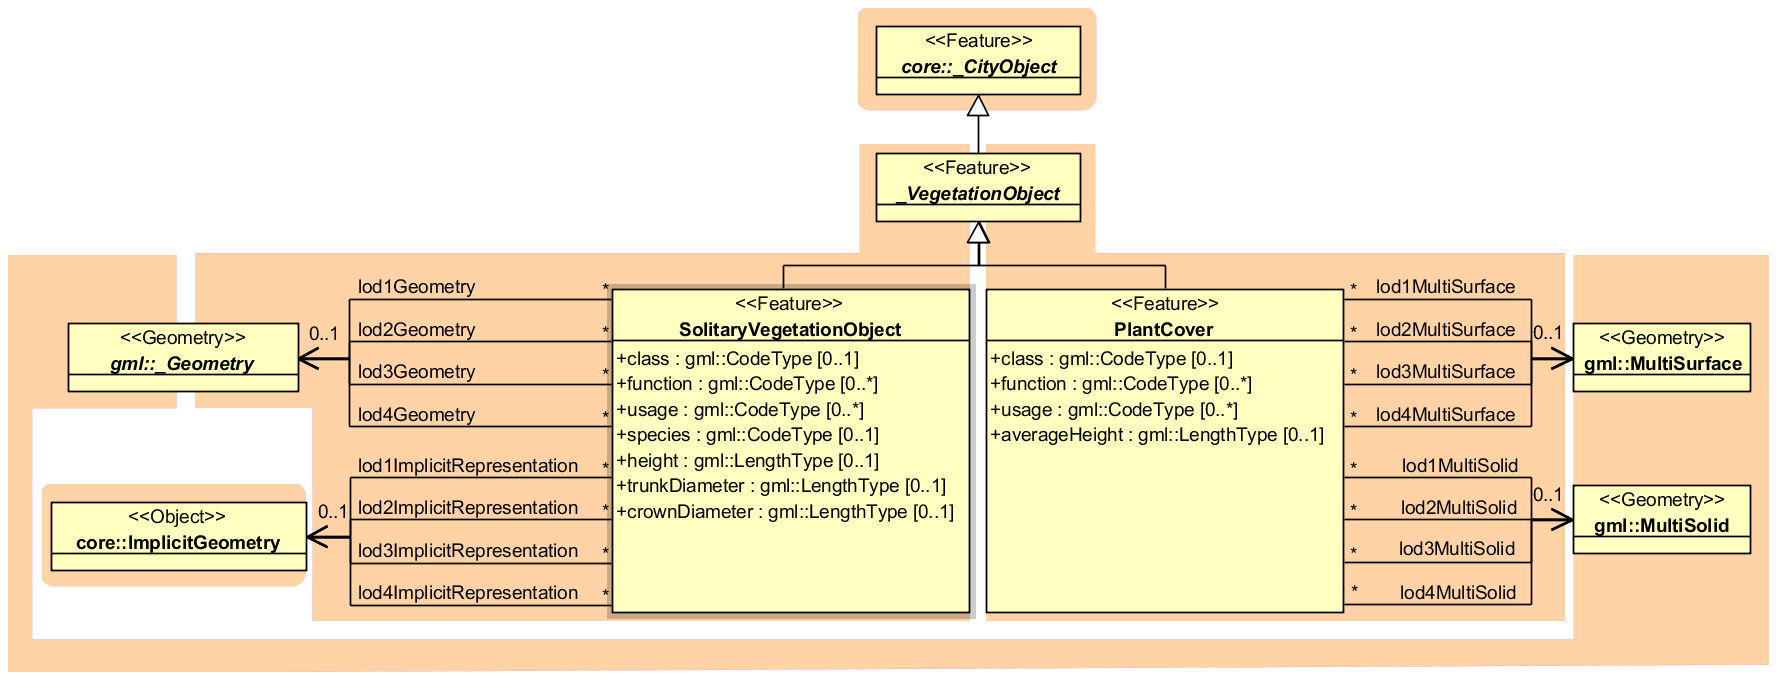 <<Feature>>
core::_CityObject
<<Feature>>
_VegetationObject
<<Geometry>>
gml::_Geometry
0..1
lod1Geometry
*
lod2Geometry
*
lod3Geometry
*
lod4Geometry
*
<<Object>>
core::ImplicitGeometry
0..1
lod1ImplicitRepresentation
*
lod2ImplicitRepresentation
*
lod3ImplicitRepresentation
*
lod4ImplicitRepresentation
*
<<Feature>>
SolitaryVegetationObject
+class : gml::CodeType [0..1]
+function : gml::CodeType [0..*]
+usage : gml::CodeType [0..*]
+species : gml::CodeType [0..1]
+height : gml::LengthType [0..1]
+trunkDiameter : gml::LengthType [0..1]
+crownDiameter : gml::LengthType [0..1]
<<Feature>>
PlantCover
+class : gml::CodeType [0..1]
+function : gml::CodeType [0..*]
+usage : gml::CodeType [0..*]
+averageHeight : gml::LengthType [0..1]
* lod1MultiSurface
* lod2MultiSurface
* lod3MultiSurface
* lod4MultiSurface
0..1
<<Geometry>>
gml::MultiSurface
* lod1MultiSolid
* lod2MultiSolid
* lod3MultiSolid
* lod4MultiSolid
0..1
<<Geometry>>
gml::MultiSolid